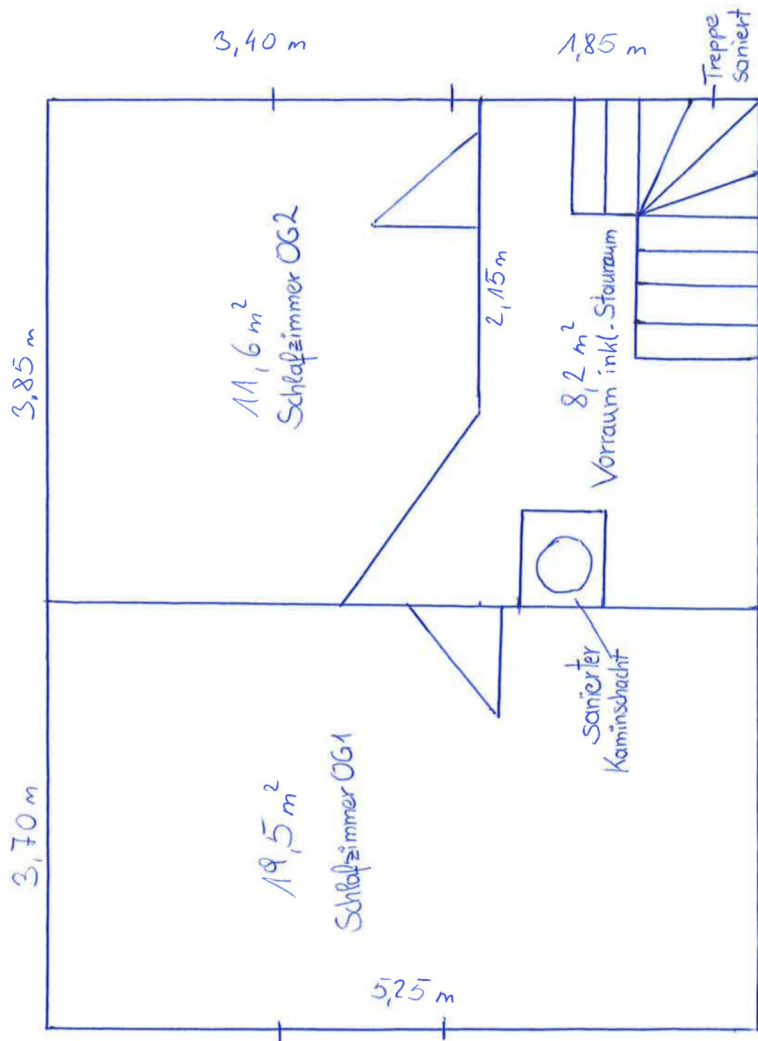 3,40 m
1,85 m
Treppe
saniert
3,85 m
11,6 m²
Schlafzimmer OG2
2,15 m
8,2 m²
Vorraum inkl. Stauraum
3,70 m
19,5 m²
Schlafzimmer OG1
sanierter
Kaminschacht
5,25 m